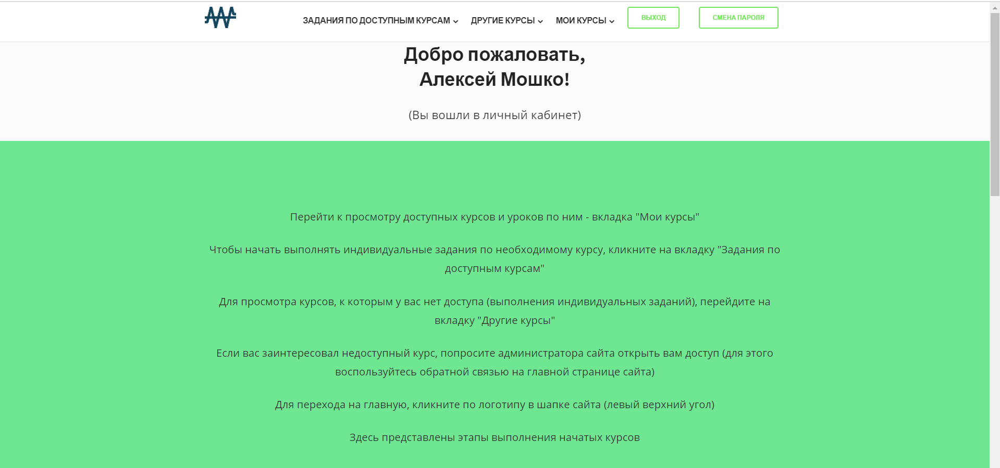 ЗАДАНИЯ ПО ДОСТУПНЫМ КУРСАМ ДРУГИЕ КУРСЫ МОИ КУРСЫ ВЫХОД СМЕНА ПАРОЛЯ
Добро пожаловать,
Алексей Мошко!
(Вы вошли в личный кабинет)
Перейти к просмотру доступных курсов и уроков по ним - вкладка "Мои курсы"
Чтобы начать выполнять индивидуальные задания по необходимому курсу, кликните на вкладку "Задания по
доступным курсам"
Для просмотра курсов, к которым у вас нет доступа (выполнения индивидуальных заданий), перейдите на
вкладку "Другие курсы"
Если вас заинтересовал недоступный курс, попросите администратора сайта открыть вам доступ (для этого
воспользуйтесь обратной связью на главной странице сайта)
Для перехода на главную, кликните по логотипу в шапке сайта (левый верхний угол)
Здесь представлены этапы выполнения начатых курсов